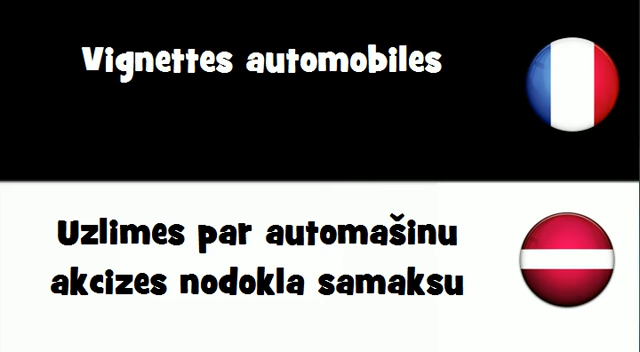 Vignettes automobiles
Uzlimes par automašinu
akcizes nodokla samaksu